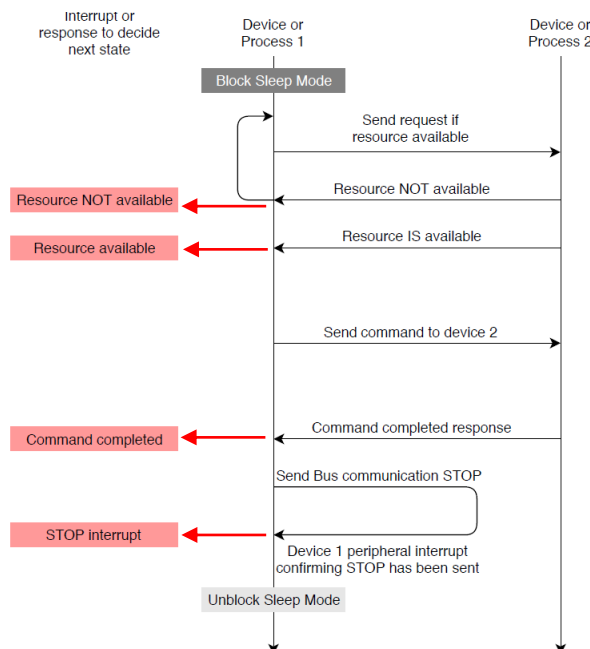 Interrupt or
response to decide
next state
Device or
Process 1
Device or
Process 2
Block Sleep Mode
Send request if
resource available
Resource NOT available
Resource NOT available
Resource IS available
Resource available
Send command to device 2
Command completed response
Command completed
Send Bus communication STOP
STOP interrupt
Device 1 peripheral interrupt
confirming STOP has been sent
Unblock Sleep Mode